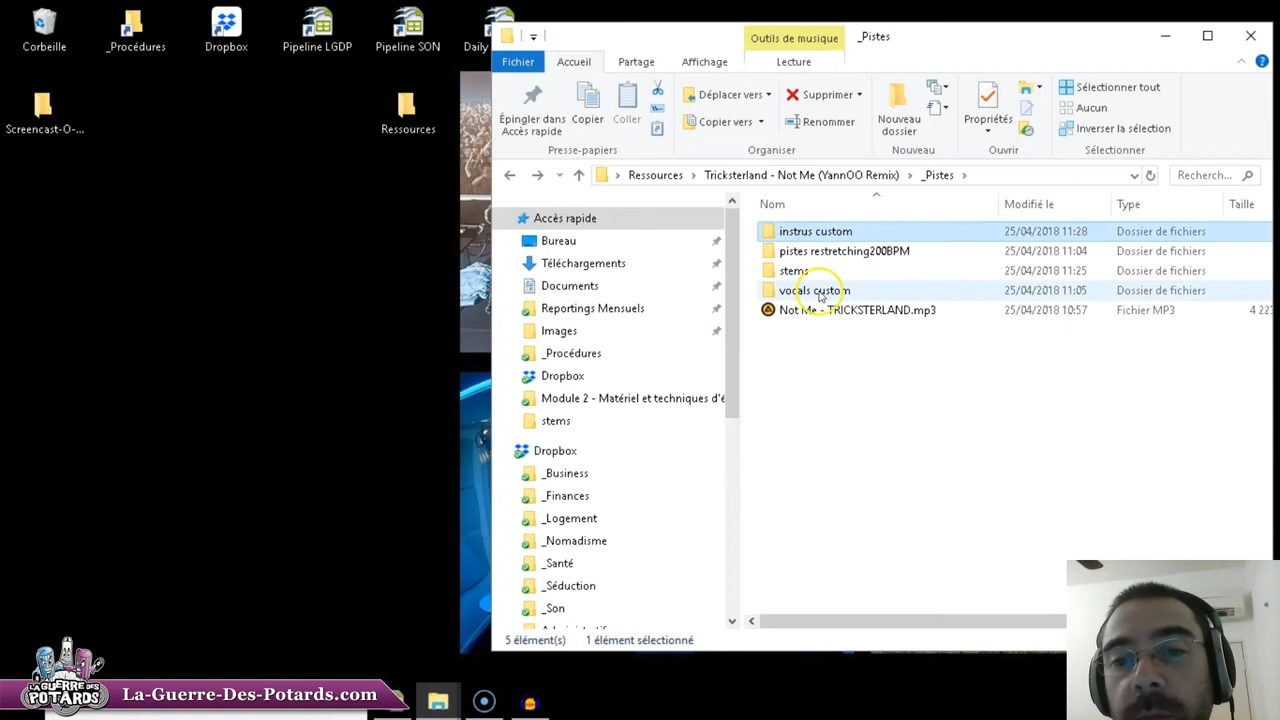 Corbeille
_Procédures
Dropbox
Pipeline LGDP
Pipeline SON
Daily
Screencast-O-...
Ressources
Outils de musique
_Pistes
Fichier
Accueil
Partage
Affichage
Lecture
Épingler dans
Accès rapide
Copier
Coller
Déplacer vers
Copier vers
Supprimer
Renommer
Nouveau
dossier
Propriétés
Sélectionner tout
Aucun
Inverser la sélection
Presse-papiers
Organiser
Nouveau
Ouvrir
Sélectionner
Ressources
Tricksterland - Not Me (YannOO Remix)
_Pistes
Recherch...
Nom
Modifié le
Type
Taille
instrus custom 25/04/2018 11:28 Dossier de fichiers
pistes restretching200BPM 25/04/2018 11:04 Dossier de fichiers
stems 25/04/2018 11:25 Dossier de fichiers
vocals custom 25/04/2018 11:05 Dossier de fichiers
Not Me - TRICKSTERLAND.mp3 25/04/2018 10:57 Fichier MP3 4 223
Accès rapide
Bureau
Téléchargements
Documents
Reportings Mensuels
Images
_Procédures
Dropbox
Module 2 - Matériel et techniques d'é
stems
Dropbox
_Business
_Finances
_Logement
_Nomadisme
_Santé
_Séduction
_Son
5 élément(s)
1 élément sélectionné
LA GUERRE DES
POTARDS
La-Guerre-Des-Potards.com